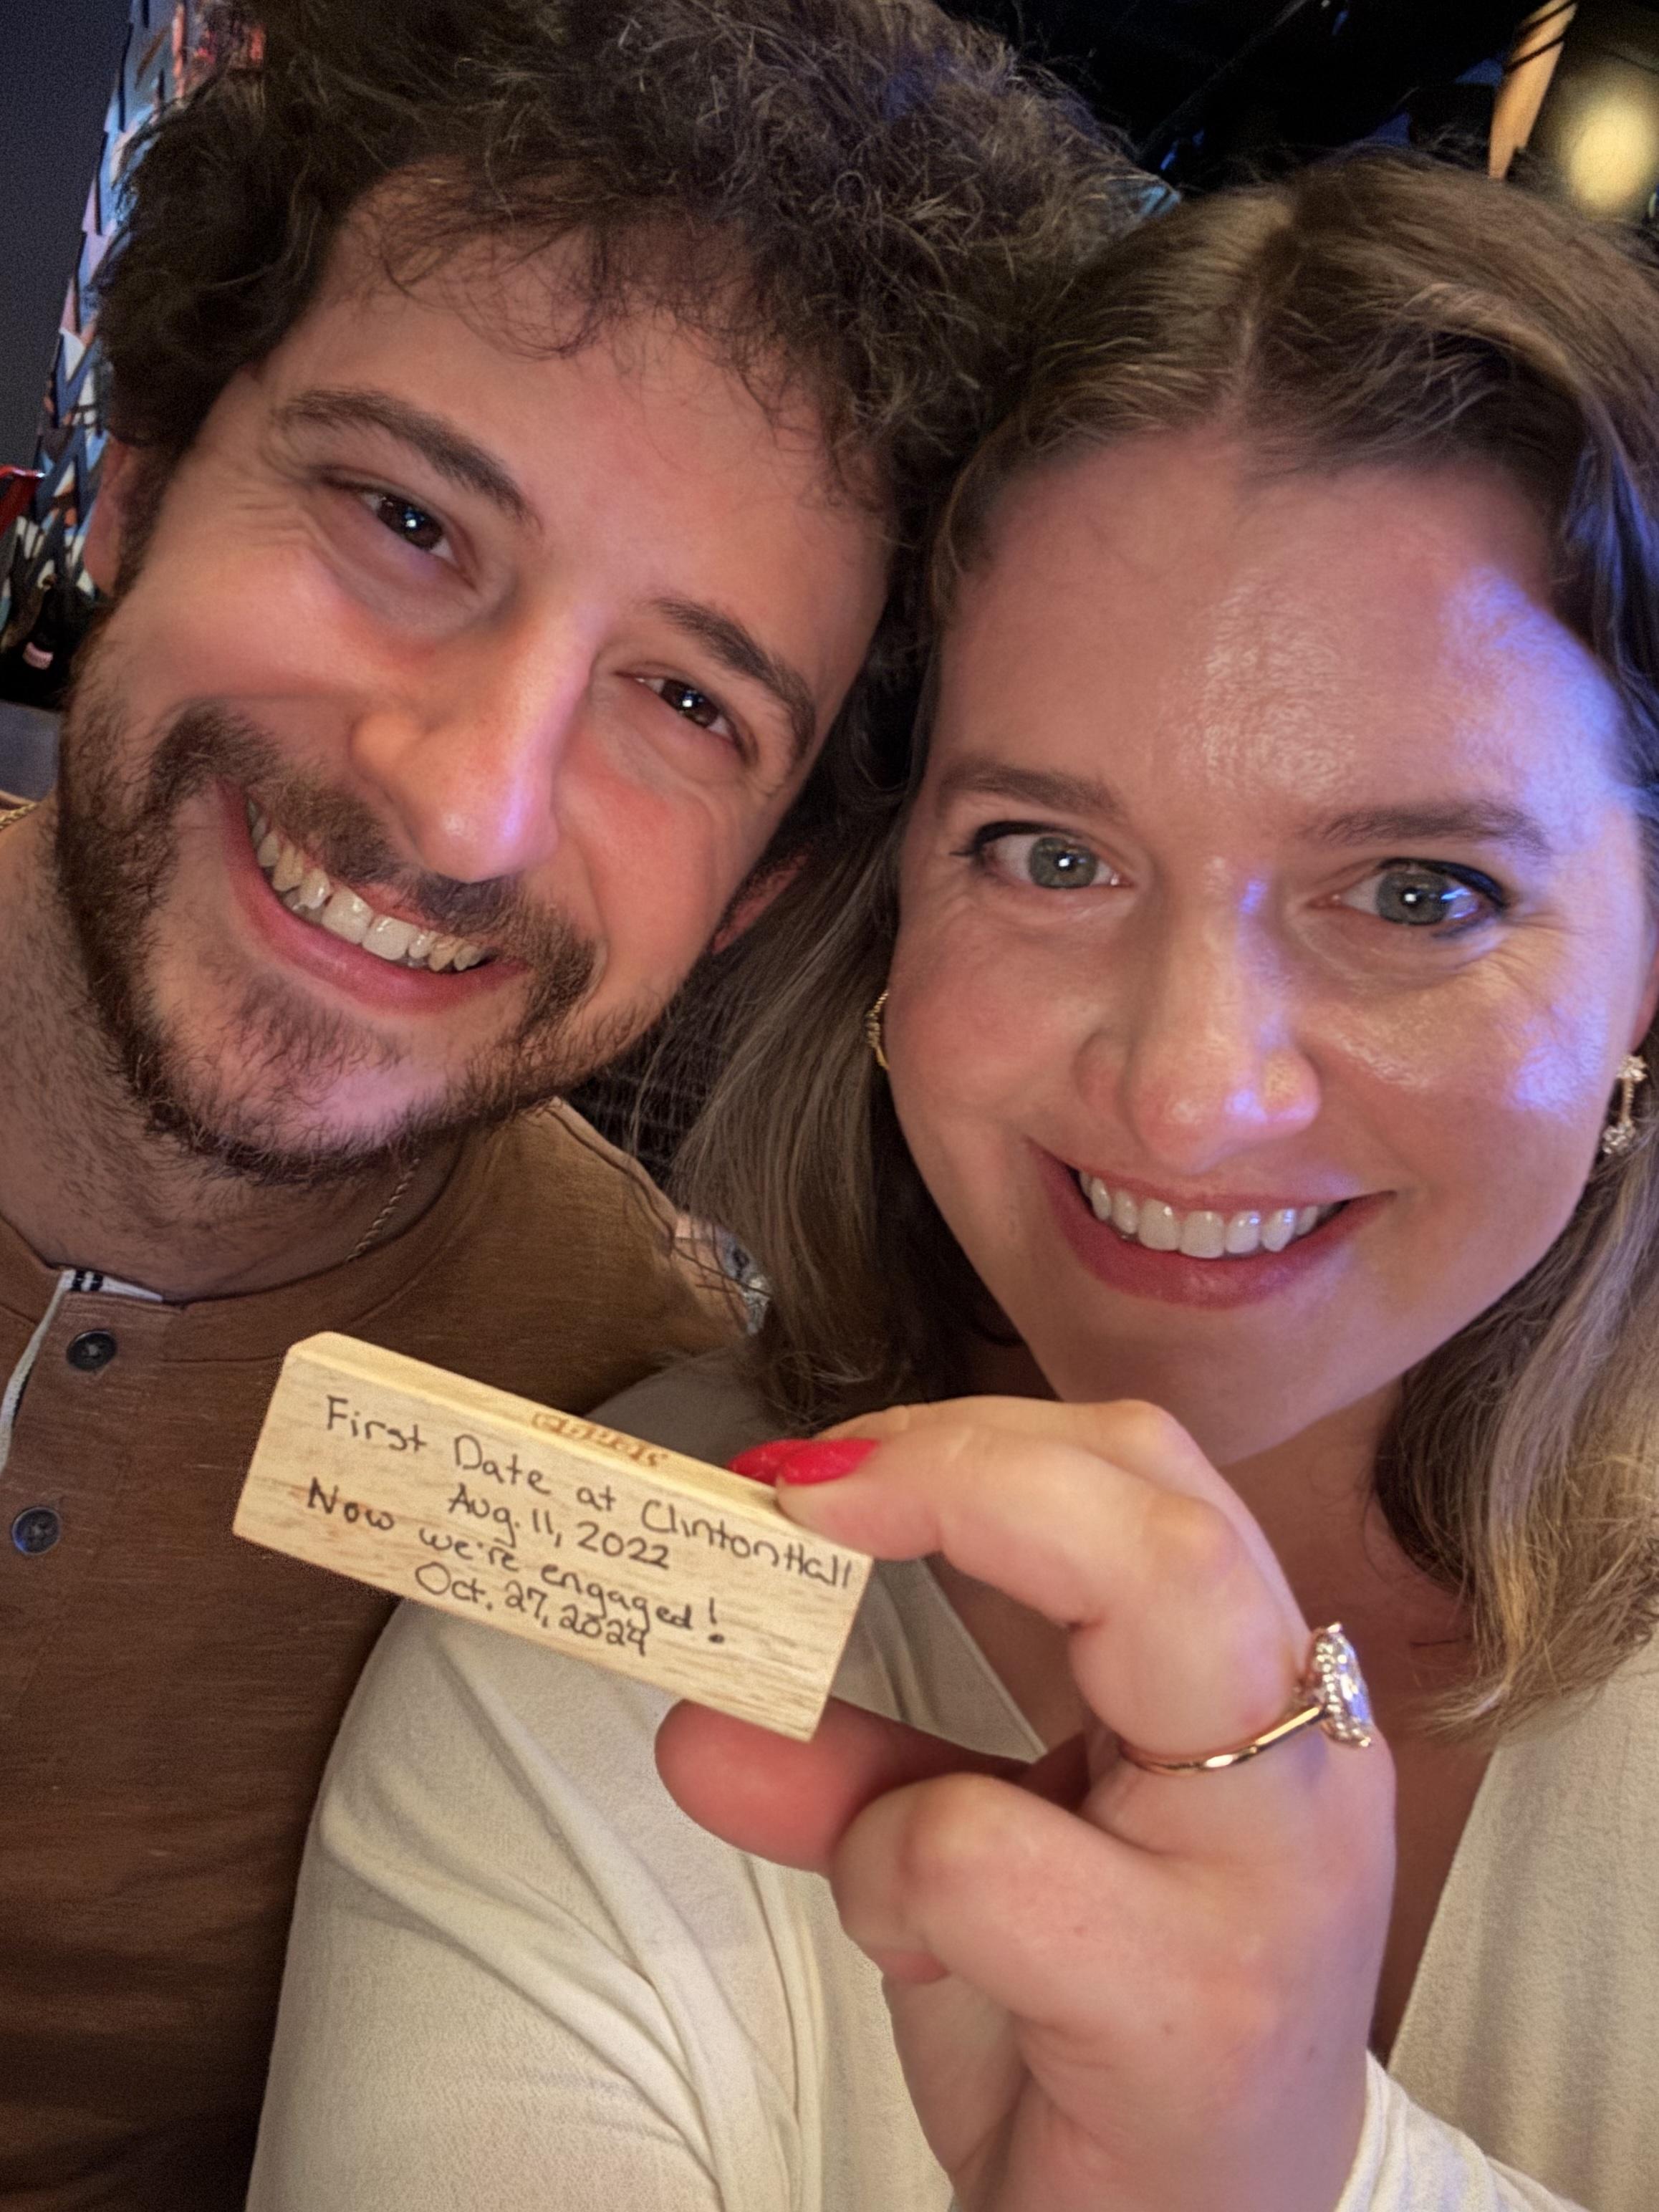 First Date at Clinton Hall
Aug. 11, 2022
Now we're engaged!
Oct. 27, 2024